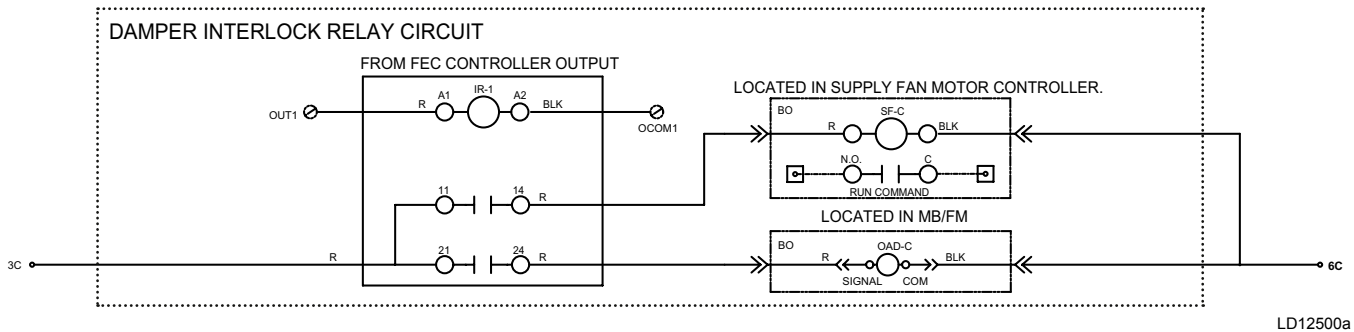 DAMPER INTERLOCK RELAY CIRCUIT
FROM FEC CONTROLLER OUTPUT
LOCATED IN SUPPLY FAN MOTOR CONTROLLER.
OUT1
R
A1
IR-1
A2
BLK
OCOM1
BO
R
SF-C
BLK
N.O.
C
RUN COMMAND
11
14
R
LOCATED IN MB/FM
3C
R
21
24
R
BO
R
OAD-C
BLK
SIGNAL
COM
6C
LD12500a